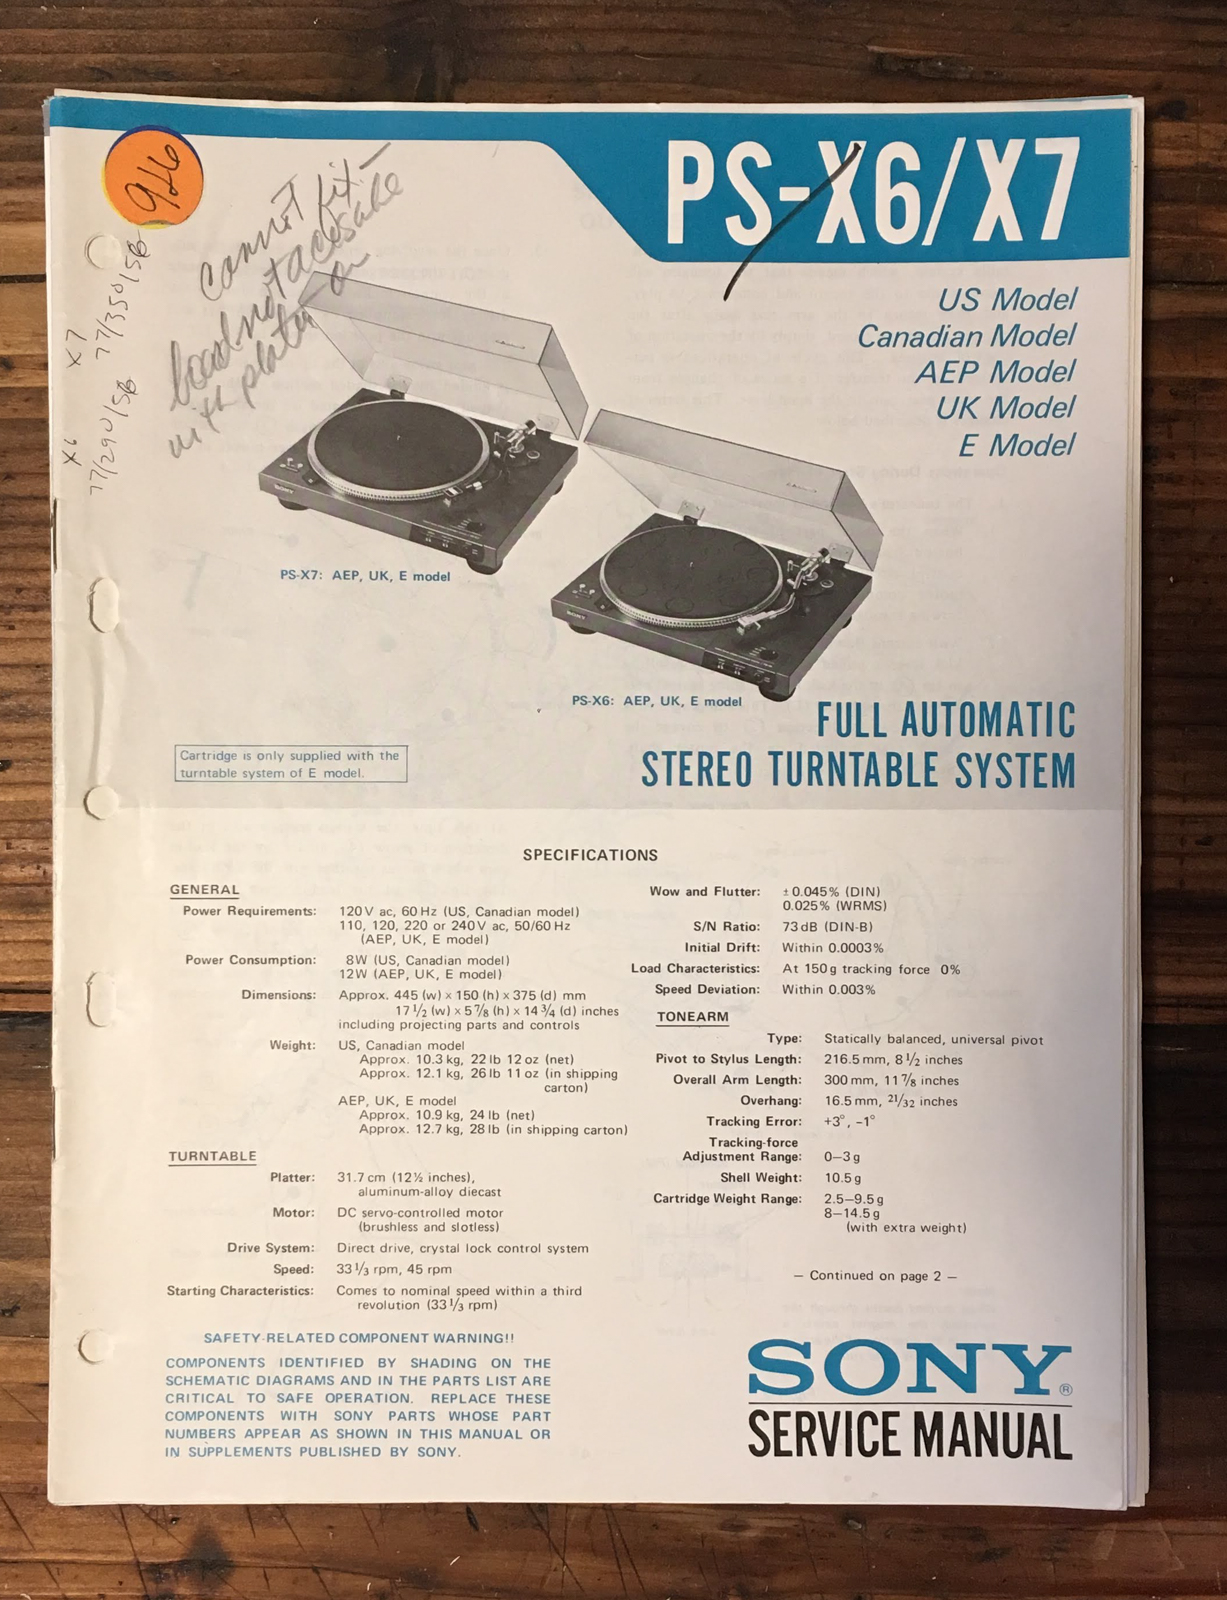 PS-X6/X7
926
cannot fix -
board not accessable
with platter on
X7
77/350/5B
X6
77/290/5B
US Model
Canadian Model
AEP Model
UK Model
E Model
SONY
SONY
PS-X7: AEP, UK, E model
PS-X6: AEP, UK, E model
FULL AUTOMATIC
STEREO TURNTABLE SYSTEM
Cartridge is only supplied with the
turntable system of E model.
SPECIFICATIONS
GENERAL
Power Requirements: 120 V ac, 60 Hz (US, Canadian model)
110, 120, 220 or 240 V ac, 50/60 Hz
(AEP, UK, E model)
Power Consumption: 8W (US, Canadian model)
12W (AEP, UK, E model)
Dimensions: Approx. 445 (w) x 150 (h) x 375 (d) mm
17 1/2 (w) x 5 7/8 (h) x 14 3/4 (d) inches
including projecting parts and controls
Weight: US, Canadian model
Approx. 10.3 kg, 22 lb 12 oz (net)
Approx. 12.1 kg, 26 lb 11 oz (in shipping
carton)
AEP, UK, E model
Approx. 10.9 kg, 24 lb (net)
Approx. 12.7 kg, 28 lb (in shipping carton)
TURNTABLE
Platter: 31.7 cm (12½ inches),
aluminum-alloy diecast
Motor: DC servo-controlled motor
(brushless and slotless)
Drive System: Direct drive, crystal lock control system
Speed: 33 1/3 rpm, 45 rpm
Starting Characteristics: Comes to nominal speed within a third
revolution (33 1/3 rpm)
Wow and Flutter: ± 0.045% (DIN)
0.025% (WRMS)
S/N Ratio: 73 dB (DIN-B)
Initial Drift: Within 0.0003%
Load Characteristics: At 150 g tracking force 0%
Speed Deviation: Within 0.003%
TONEARM
Type: Statically balanced, universal pivot
Pivot to Stylus Length: 216.5 mm, 8 1/2 inches
Overall Arm Length: 300 mm, 11 7/8 inches
Overhang: 16.5 mm, 21/32 inches
Tracking Error: +3°, -1°
Tracking-force
Adjustment Range: 0–3 g
Shell Weight: 10.5 g
Cartridge Weight Range: 2.5–9.5 g
8–14.5 g
(with extra weight)
— Continued on page 2 —
SAFETY-RELATED COMPONENT WARNING!!
COMPONENTS IDENTIFIED BY SHADING ON THE
SCHEMATIC DIAGRAMS AND IN THE PARTS LIST ARE
CRITICAL TO SAFE OPERATION. REPLACE THESE
COMPONENTS WITH SONY PARTS WHOSE PART
NUMBERS APPEAR AS SHOWN IN THIS MANUAL OR
IN SUPPLEMENTS PUBLISHED BY SONY.
SONY®
SERVICE MANUAL